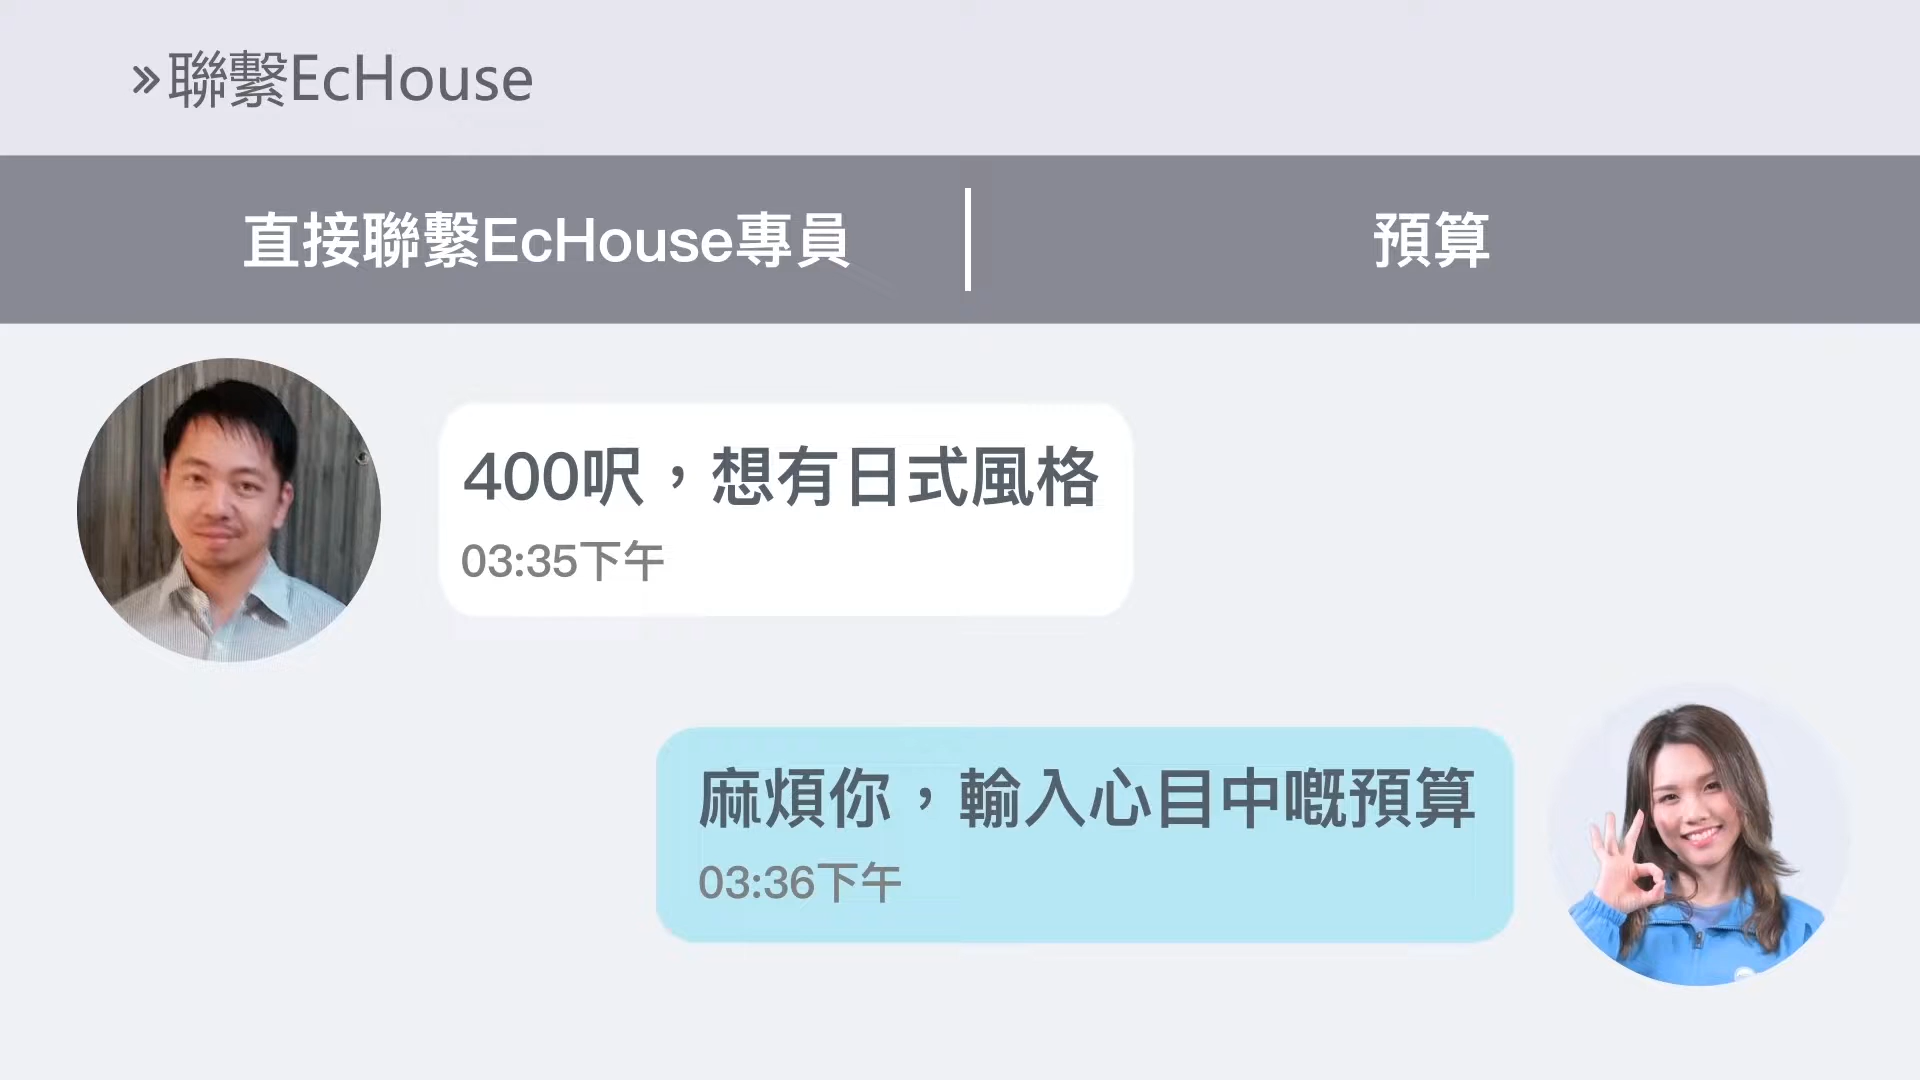 »聯繫EcHouse
直接聯繫EcHouse專員
預算
400呎，想有日式風格
03:35下午
麻煩你，輸入心目中嘅預算
03:36下午